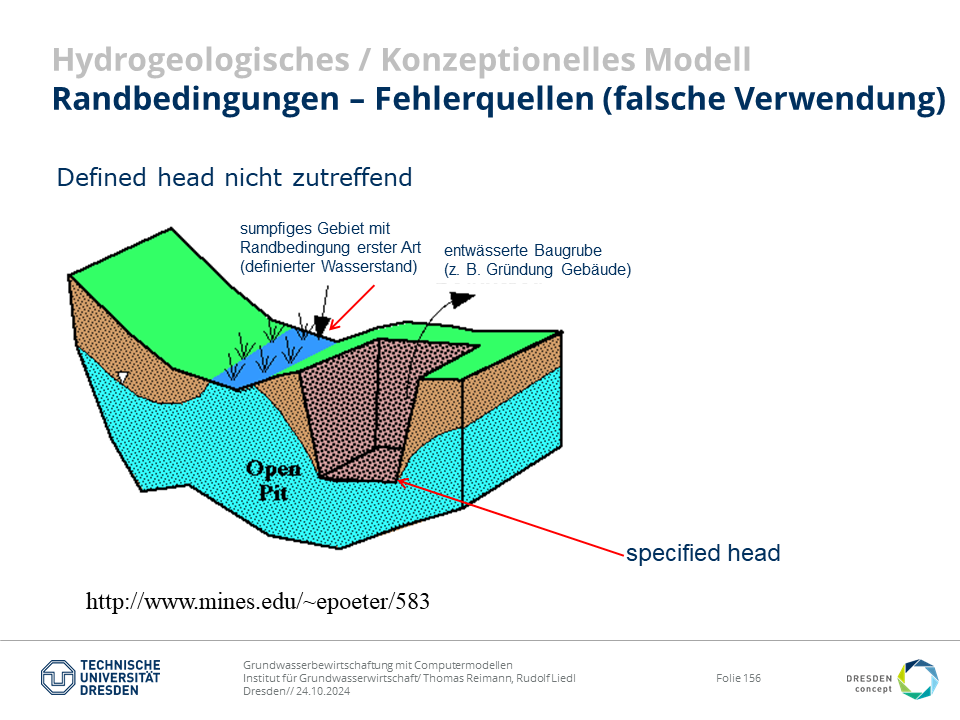 Hydrogeologisches / Konzeptionelles Modell
Randbedingungen – Fehlerquellen (falsche Verwendung)
Defined head nicht zutreffend
sumpfiges Gebiet mit
Randbedingung erster Art
(definierter Wasserstand)
entwässerte Baugrube
(z. B. Gründung Gebäude)
Open
Pit
specified head
http://www.mines.edu/~epoeter/583
TECHNISCHE
UNIVERSITÄT
DRESDEN
Grundwasserbewirtschaftung mit Computermodellen
Institut für Grundwasserwirtschaft/ Thomas Reimann, Rudolf Liedl
Dresden// 24.10.2024
Folie 156
DRESDEN
concept